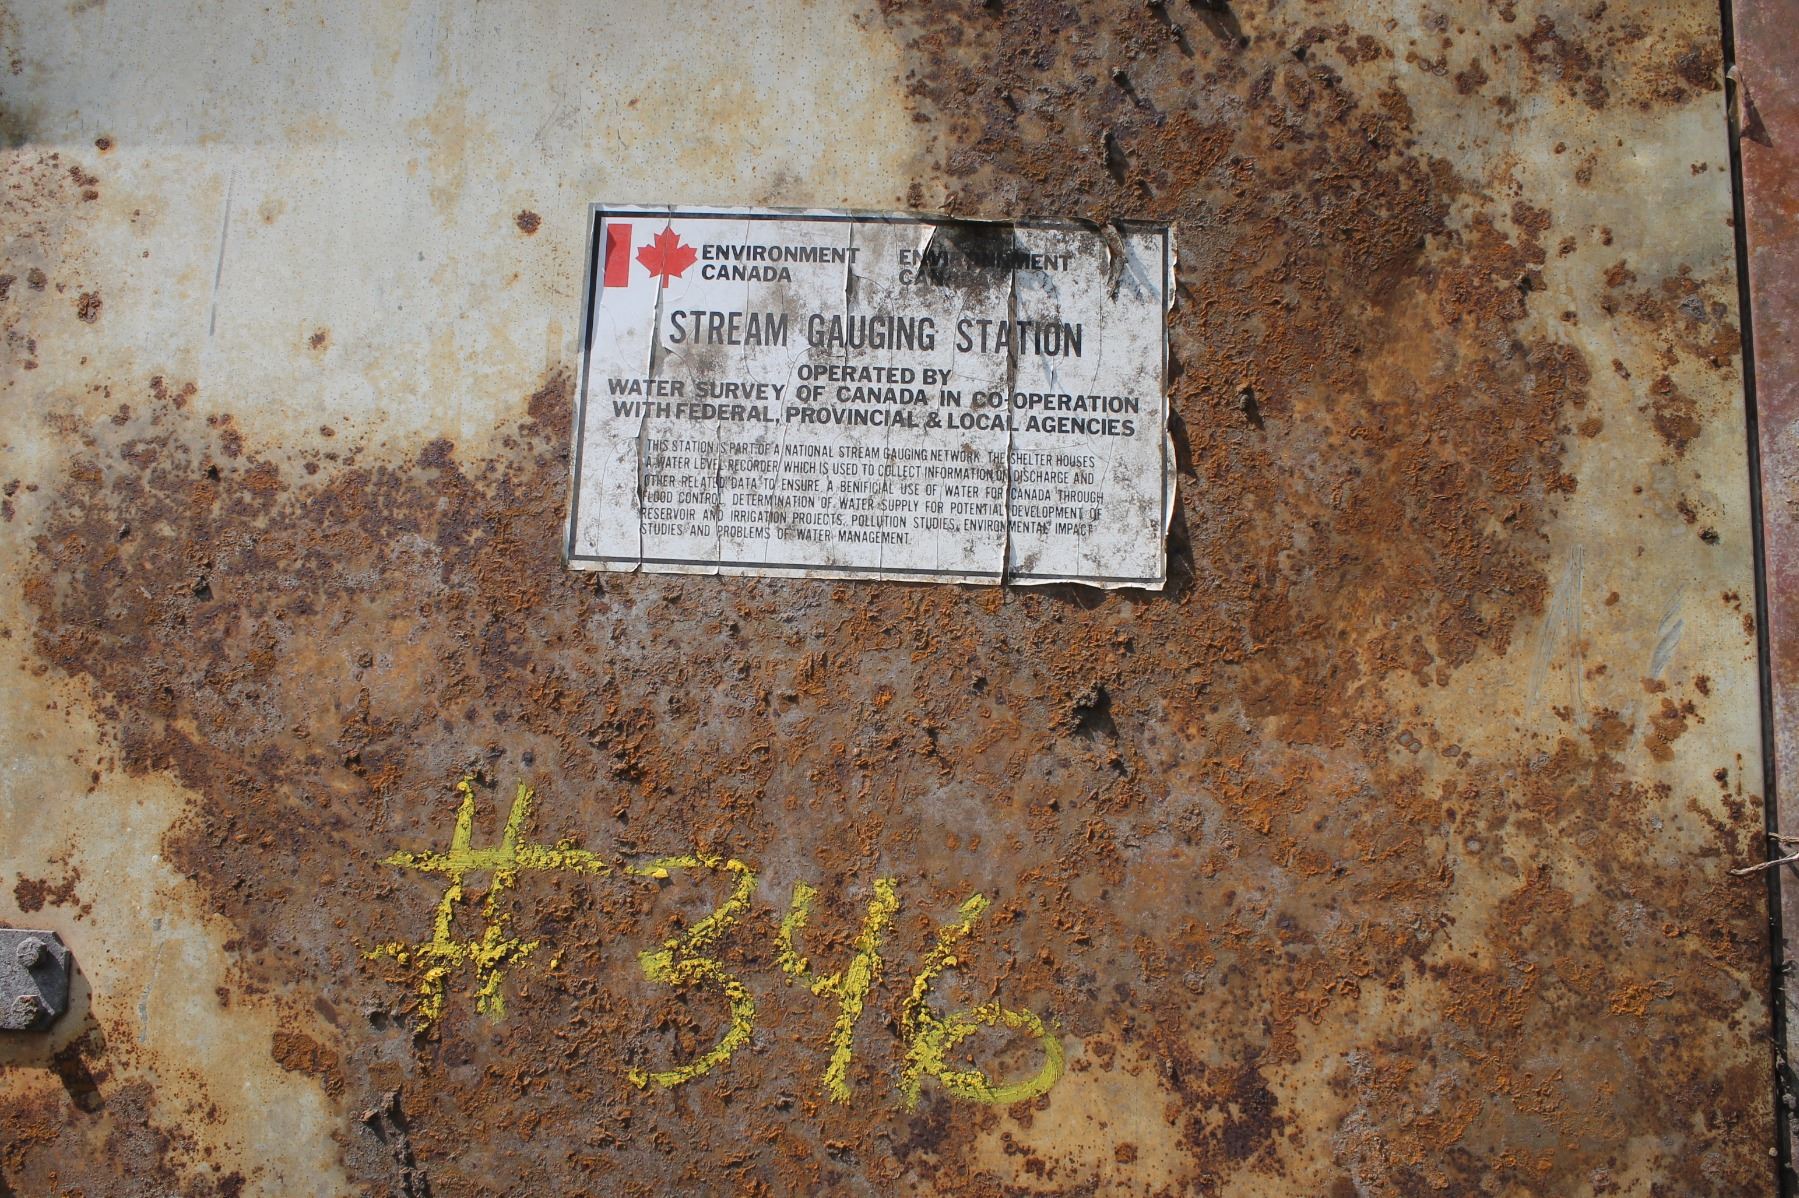 ENVIRONMENT ENVIRONNEMENT
CANADA CANADA
STREAM GAUGING STATION
OPERATED BY
WATER SURVEY OF CANADA IN CO-OPERATION
WITH FEDERAL, PROVINCIAL & LOCAL AGENCIES
THIS STATION IS PART OF A NATIONAL STREAM GAUGING NETWORK. THE SHELTER HOUSES
A WATER LEVEL RECORDER WHICH IS USED TO COLLECT INFORMATION ON DISCHARGE AND
OTHER RELATED DATA TO ENSURE A BENIFICIAL USE OF WATER FOR CANADA THROUGH
FLOOD CONTROL, DETERMINATION OF WATER SUPPLY FOR POTENTIAL DEVELOPMENT OF
RESERVOIR AND IRRIGATION PROJECTS, POLLUTION STUDIES, ENVIRONMENTAL IMPACT
STUDIES AND PROBLEMS OF WATER MANAGEMENT.
#346